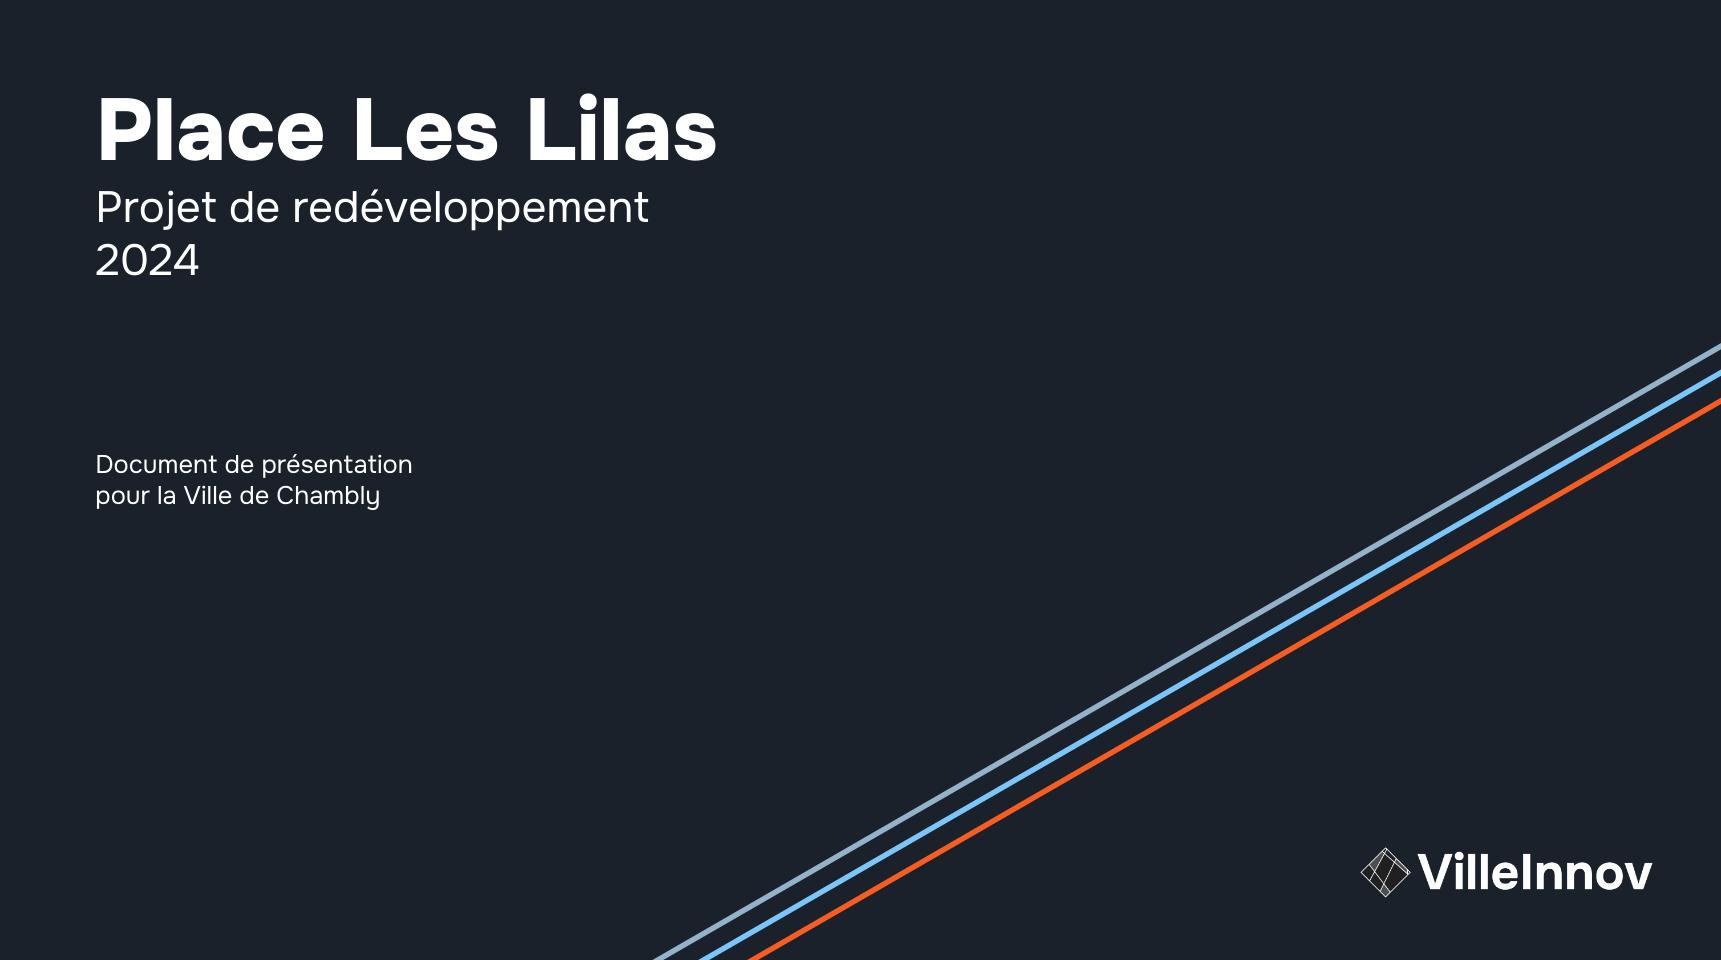 Place Les Lilas
Projet de redéveloppement
2024
Document de présentation
pour la Ville de Chambly
VilleInnov